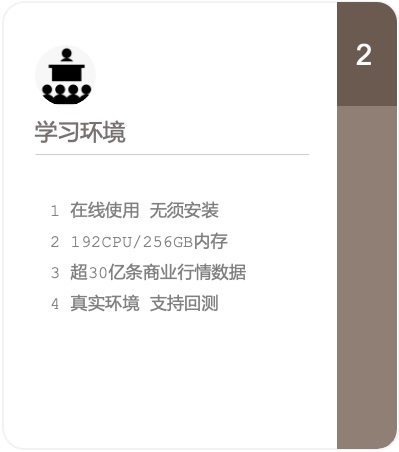 2
学习环境
1 在线使用 无须安装
2 192CPU/256GB内存
3 超30亿条商业行情数据
4 真实环境 支持回测